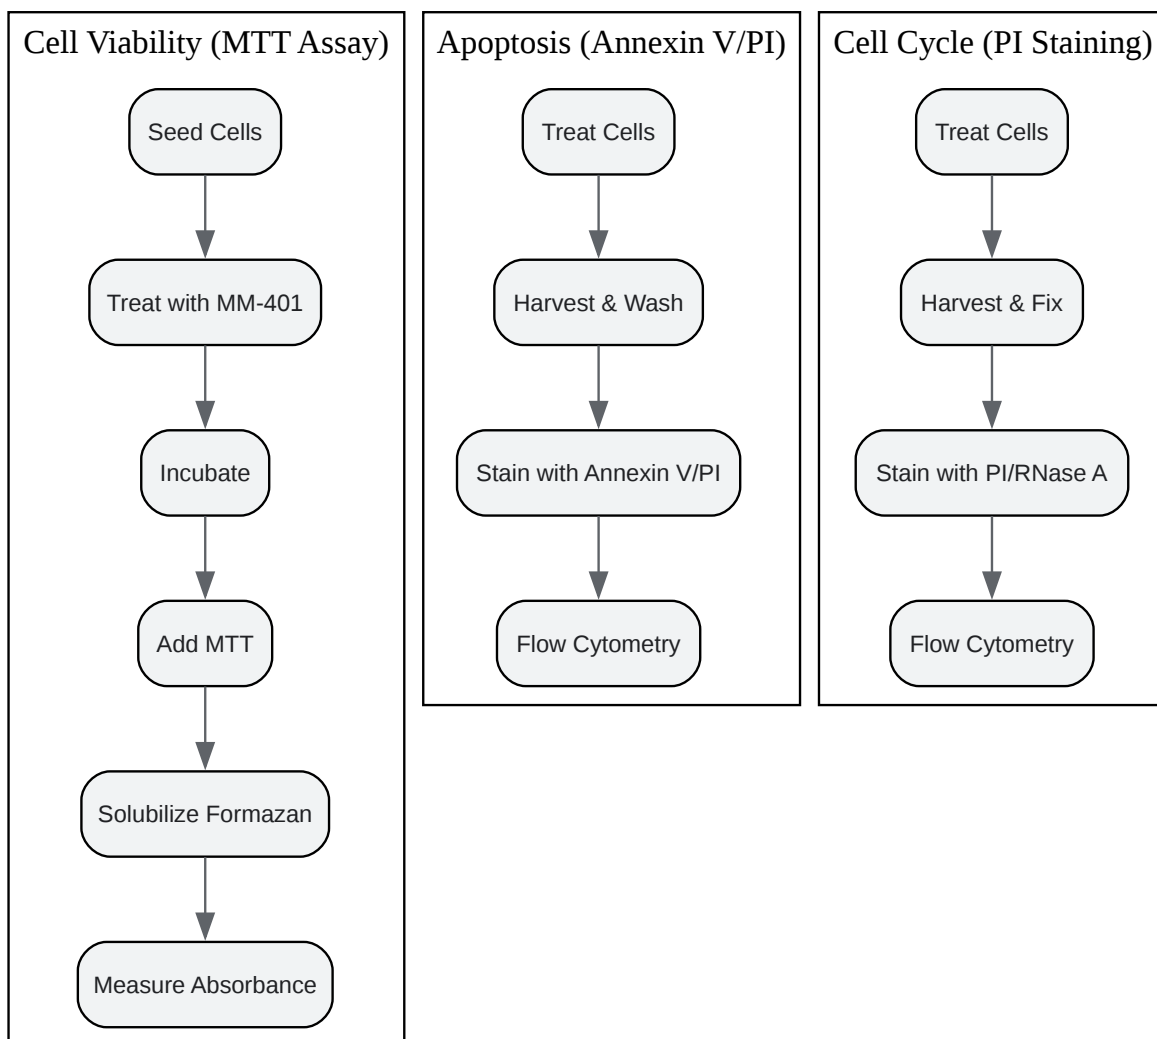 Cell Viability (MTT Assay)
Seed Cells
Treat with MM-401
Incubate
Add MTT
Solubilize Formazan
Measure Absorbance
Apoptosis (Annexin V/PI)
Treat Cells
Harvest & Wash
Stain with Annexin V/PI
Flow Cytometry
Cell Cycle (PI Staining)
Treat Cells
Harvest & Fix
Stain with PI/RNase A
Flow Cytometry